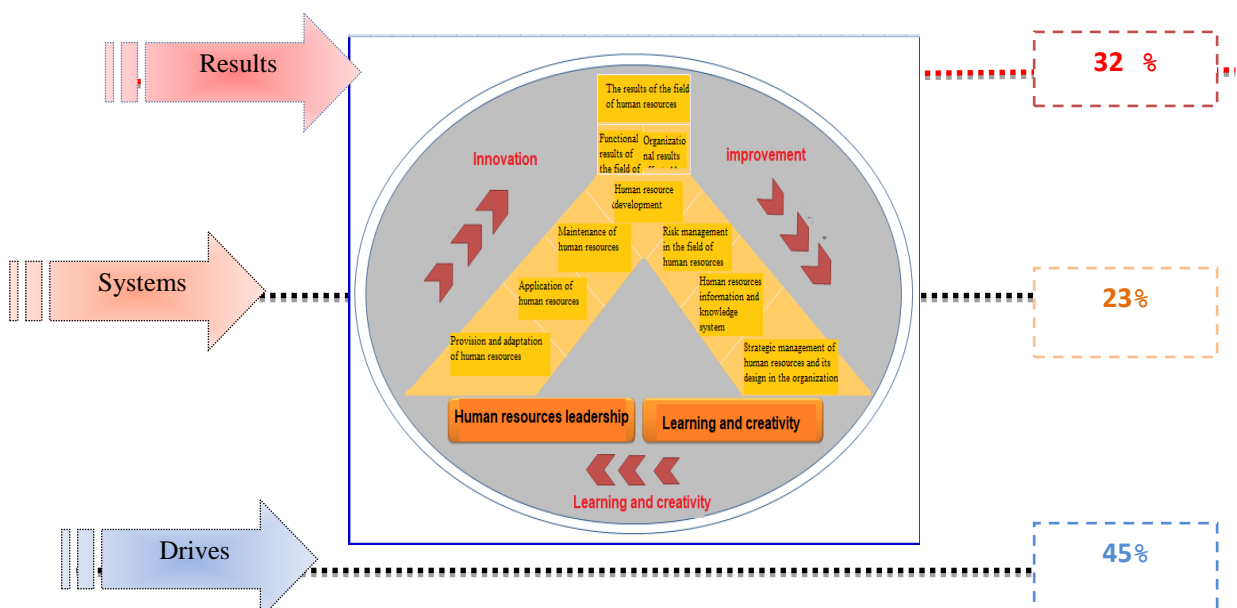 Results
32 %
The results of the field
of human resources
Functional
results of
the field of
Organizatio
nal results
Innovation
improvement
Human resource
development
Maintenance of
human resources
Risk management
in the field of
human resources
Systems
23%
Application of
human resources
Human resources
information and
knowledge
system
Provision and adaptation
of human resources
Strategic management of
human resources and its
design in the organization
Human resources leadership
Learning and creativity
Learning and creativity
Drives
45%